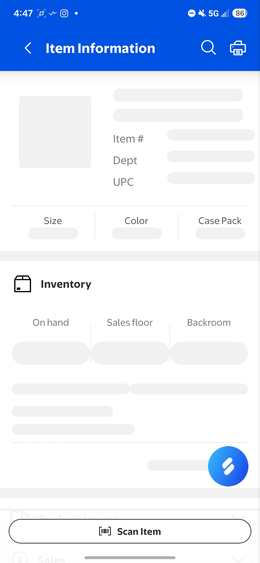 4:47 5G 86
Item Information
Item #
Dept
UPC
Size Color Case Pack
Inventory
On hand Sales floor Backroom
Scan Item
Sales